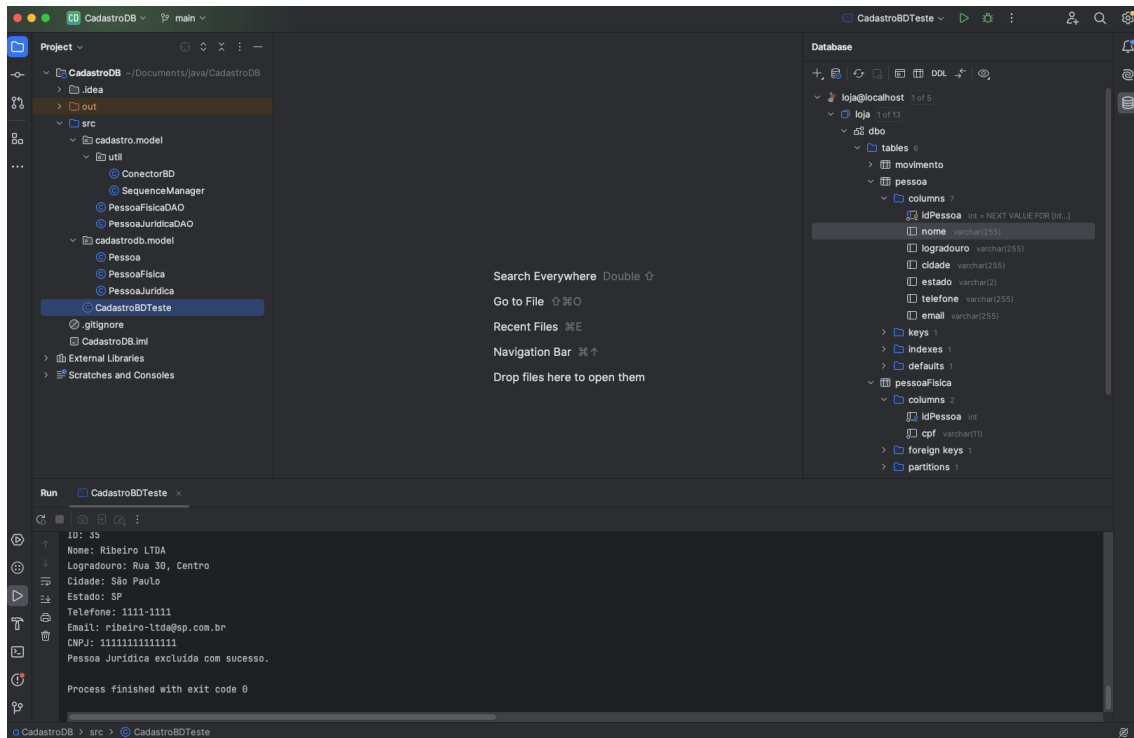 CD CadastroDB main
CadastroBDTeste
Project
CadastroDB ~/Documents/java/CadastroDB
.idea
out
src
cadastro.model
util
ConectorBD
SequenceManager
PessoaFisicaDAO
PessoaJuridicaDAO
cadastrodb.model
Pessoa
PessoaFisica
PessoaJuridica
CadastroBDTeste
.gitignore
CadastroDB.iml
External Libraries
Scratches and Consoles
Search Everywhere Double ⇧
Go to File ⇧⌘O
Recent Files ⌘E
Navigation Bar ⌘↑
Drop files here to open them
Database
DDL
loja@localhost 1 of 5
loja 1 of 13
dbo
tables 6
movimento
pessoa
columns 7
idPessoa int = NEXT VALUE FOR [id...]
nome varchar(255)
logradouro varchar(255)
cidade varchar(255)
estado varchar(2)
telefone varchar(255)
email varchar(255)
keys 1
indexes 1
defaults 1
pessoaFisica
columns 2
idPessoa int
cpf varchar(11)
foreign keys 1
partitions 1
Run CadastroBDTeste
ID: 35
Nome: Ribeiro LTDA
Logradouro: Rua 30, Centro
Cidade: São Paulo
Estado: SP
Telefone: 1111-1111
Email: ribeiro-ltda@sp.com.br
CNPJ: 11111111111111
Pessoa Jurídica excluída com sucesso.
Process finished with exit code 0
CadastroDB > src > CadastroBDTeste